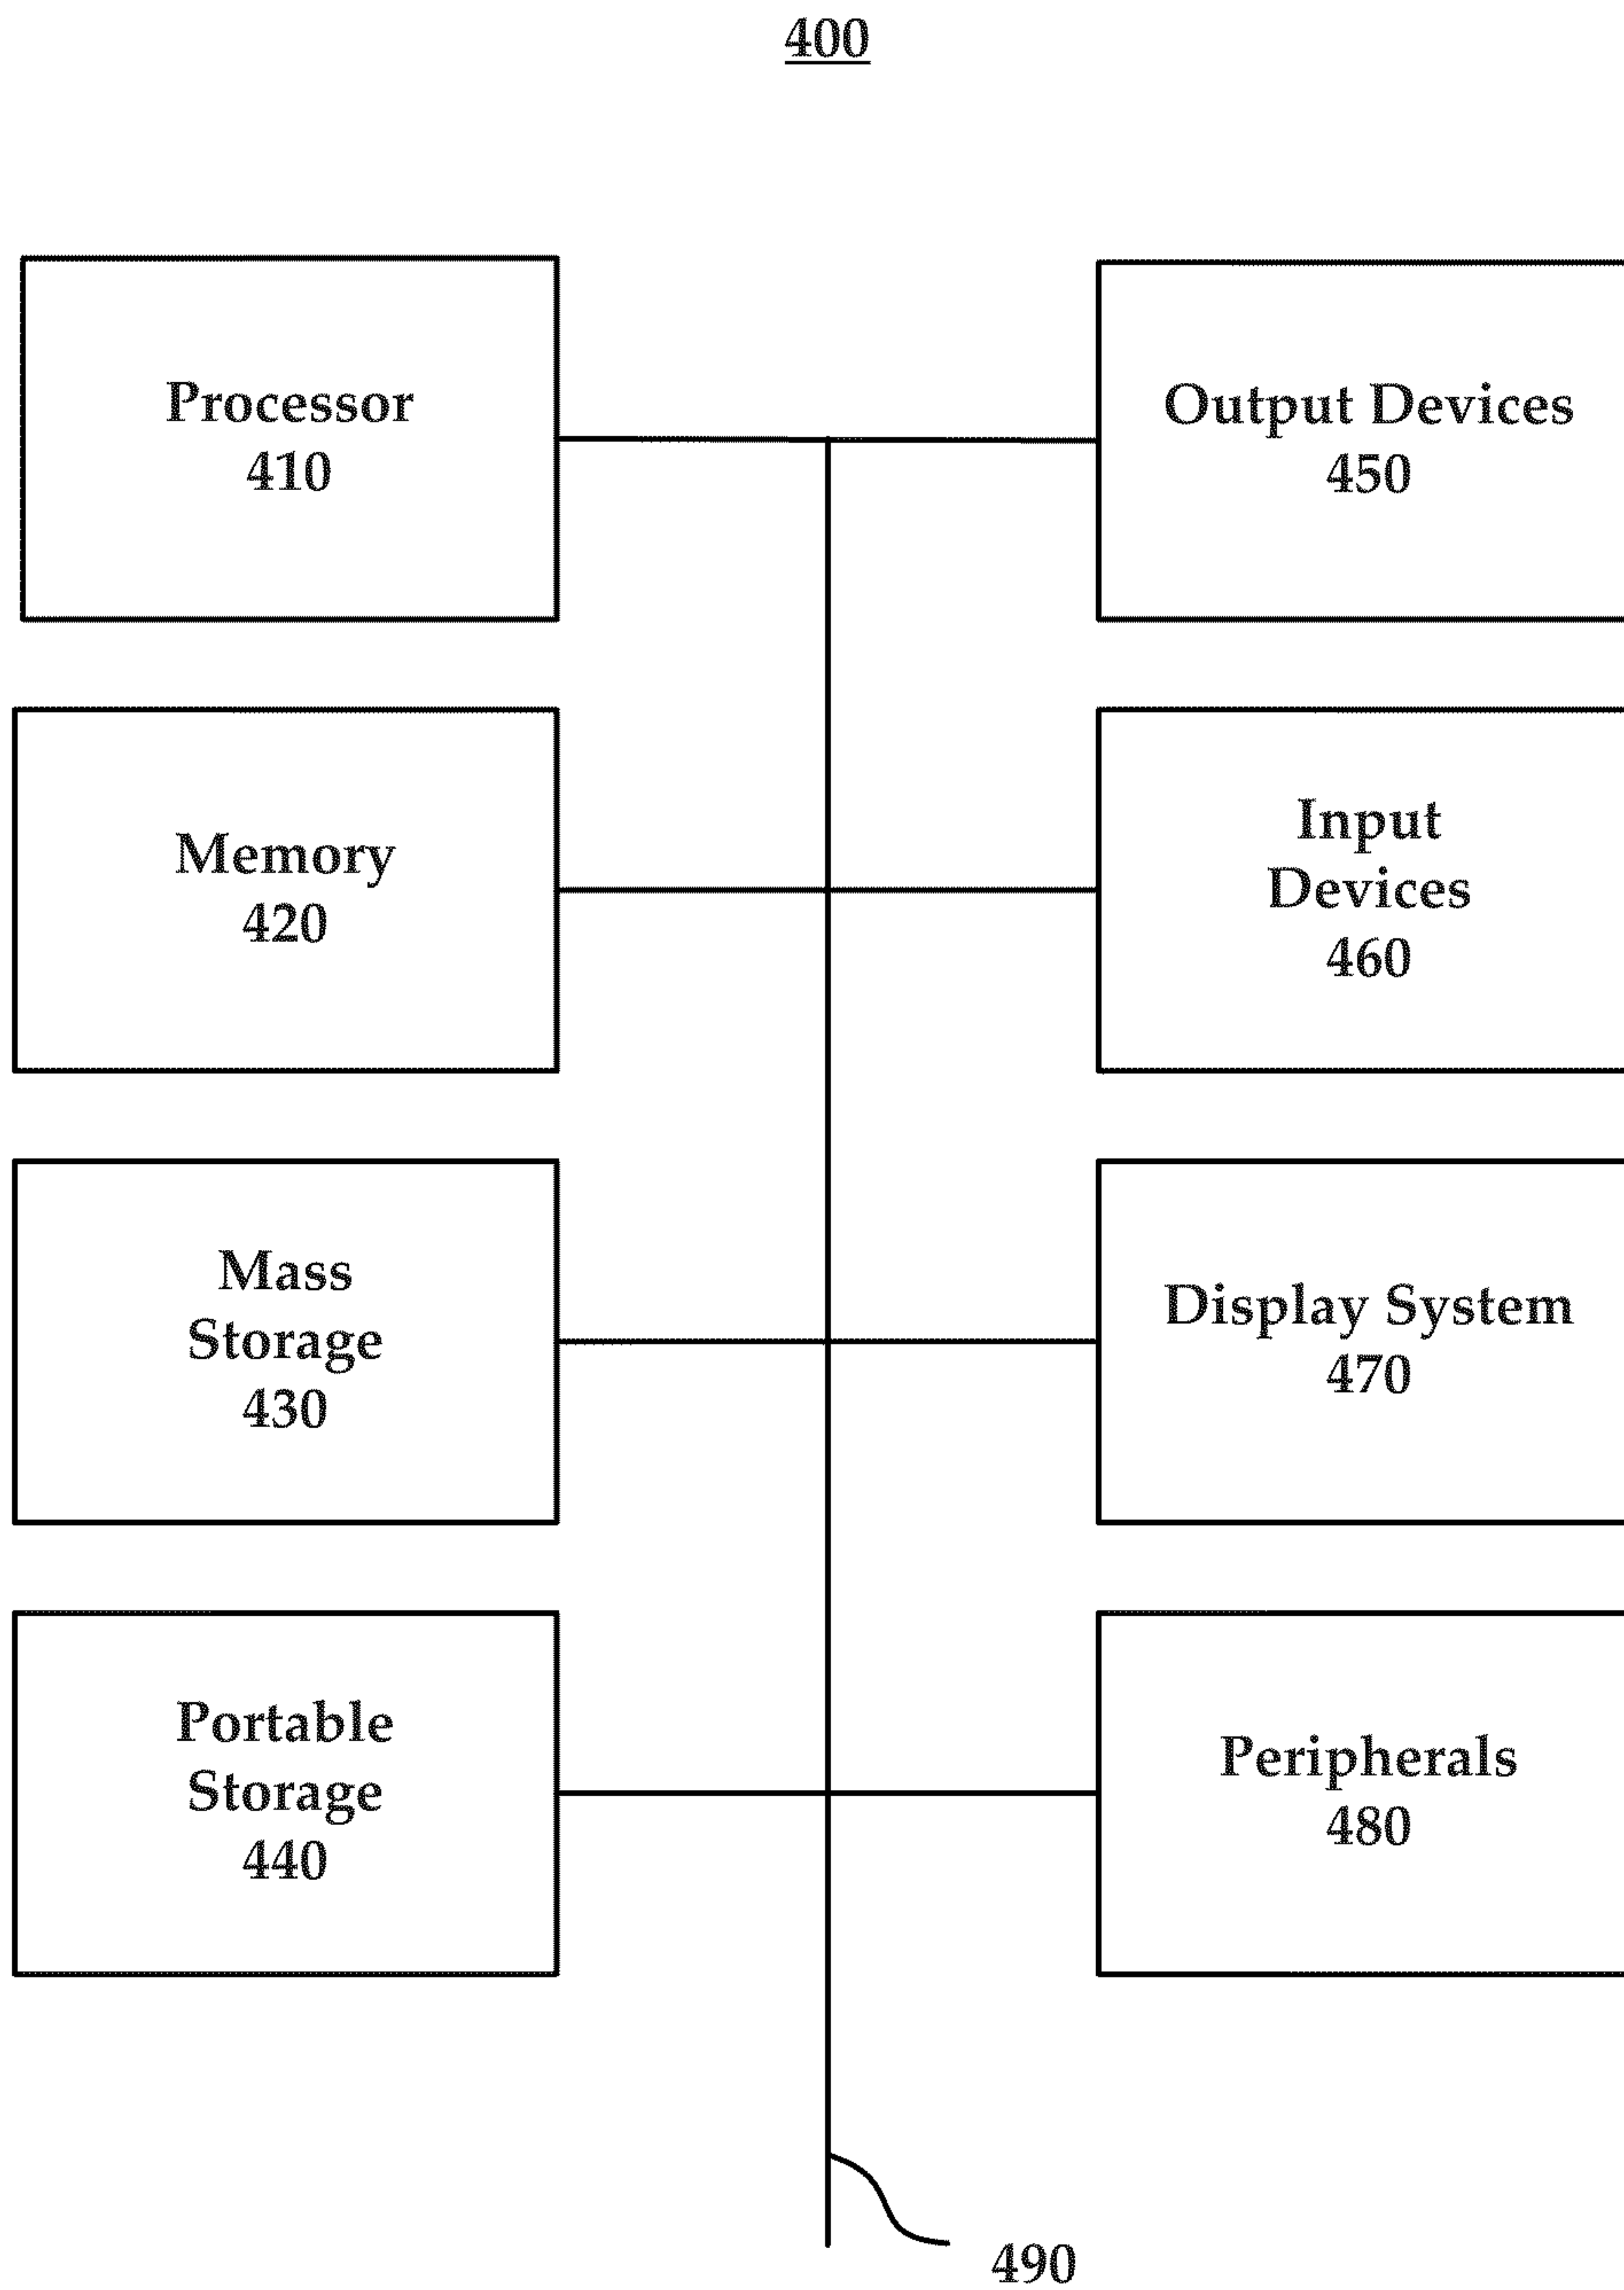 400
Processor
410
Output Devices
450
Memory
420
Input
Devices
460
Mass
Storage
430
Display System
470
Portable
Storage
440
Peripherals
480
490